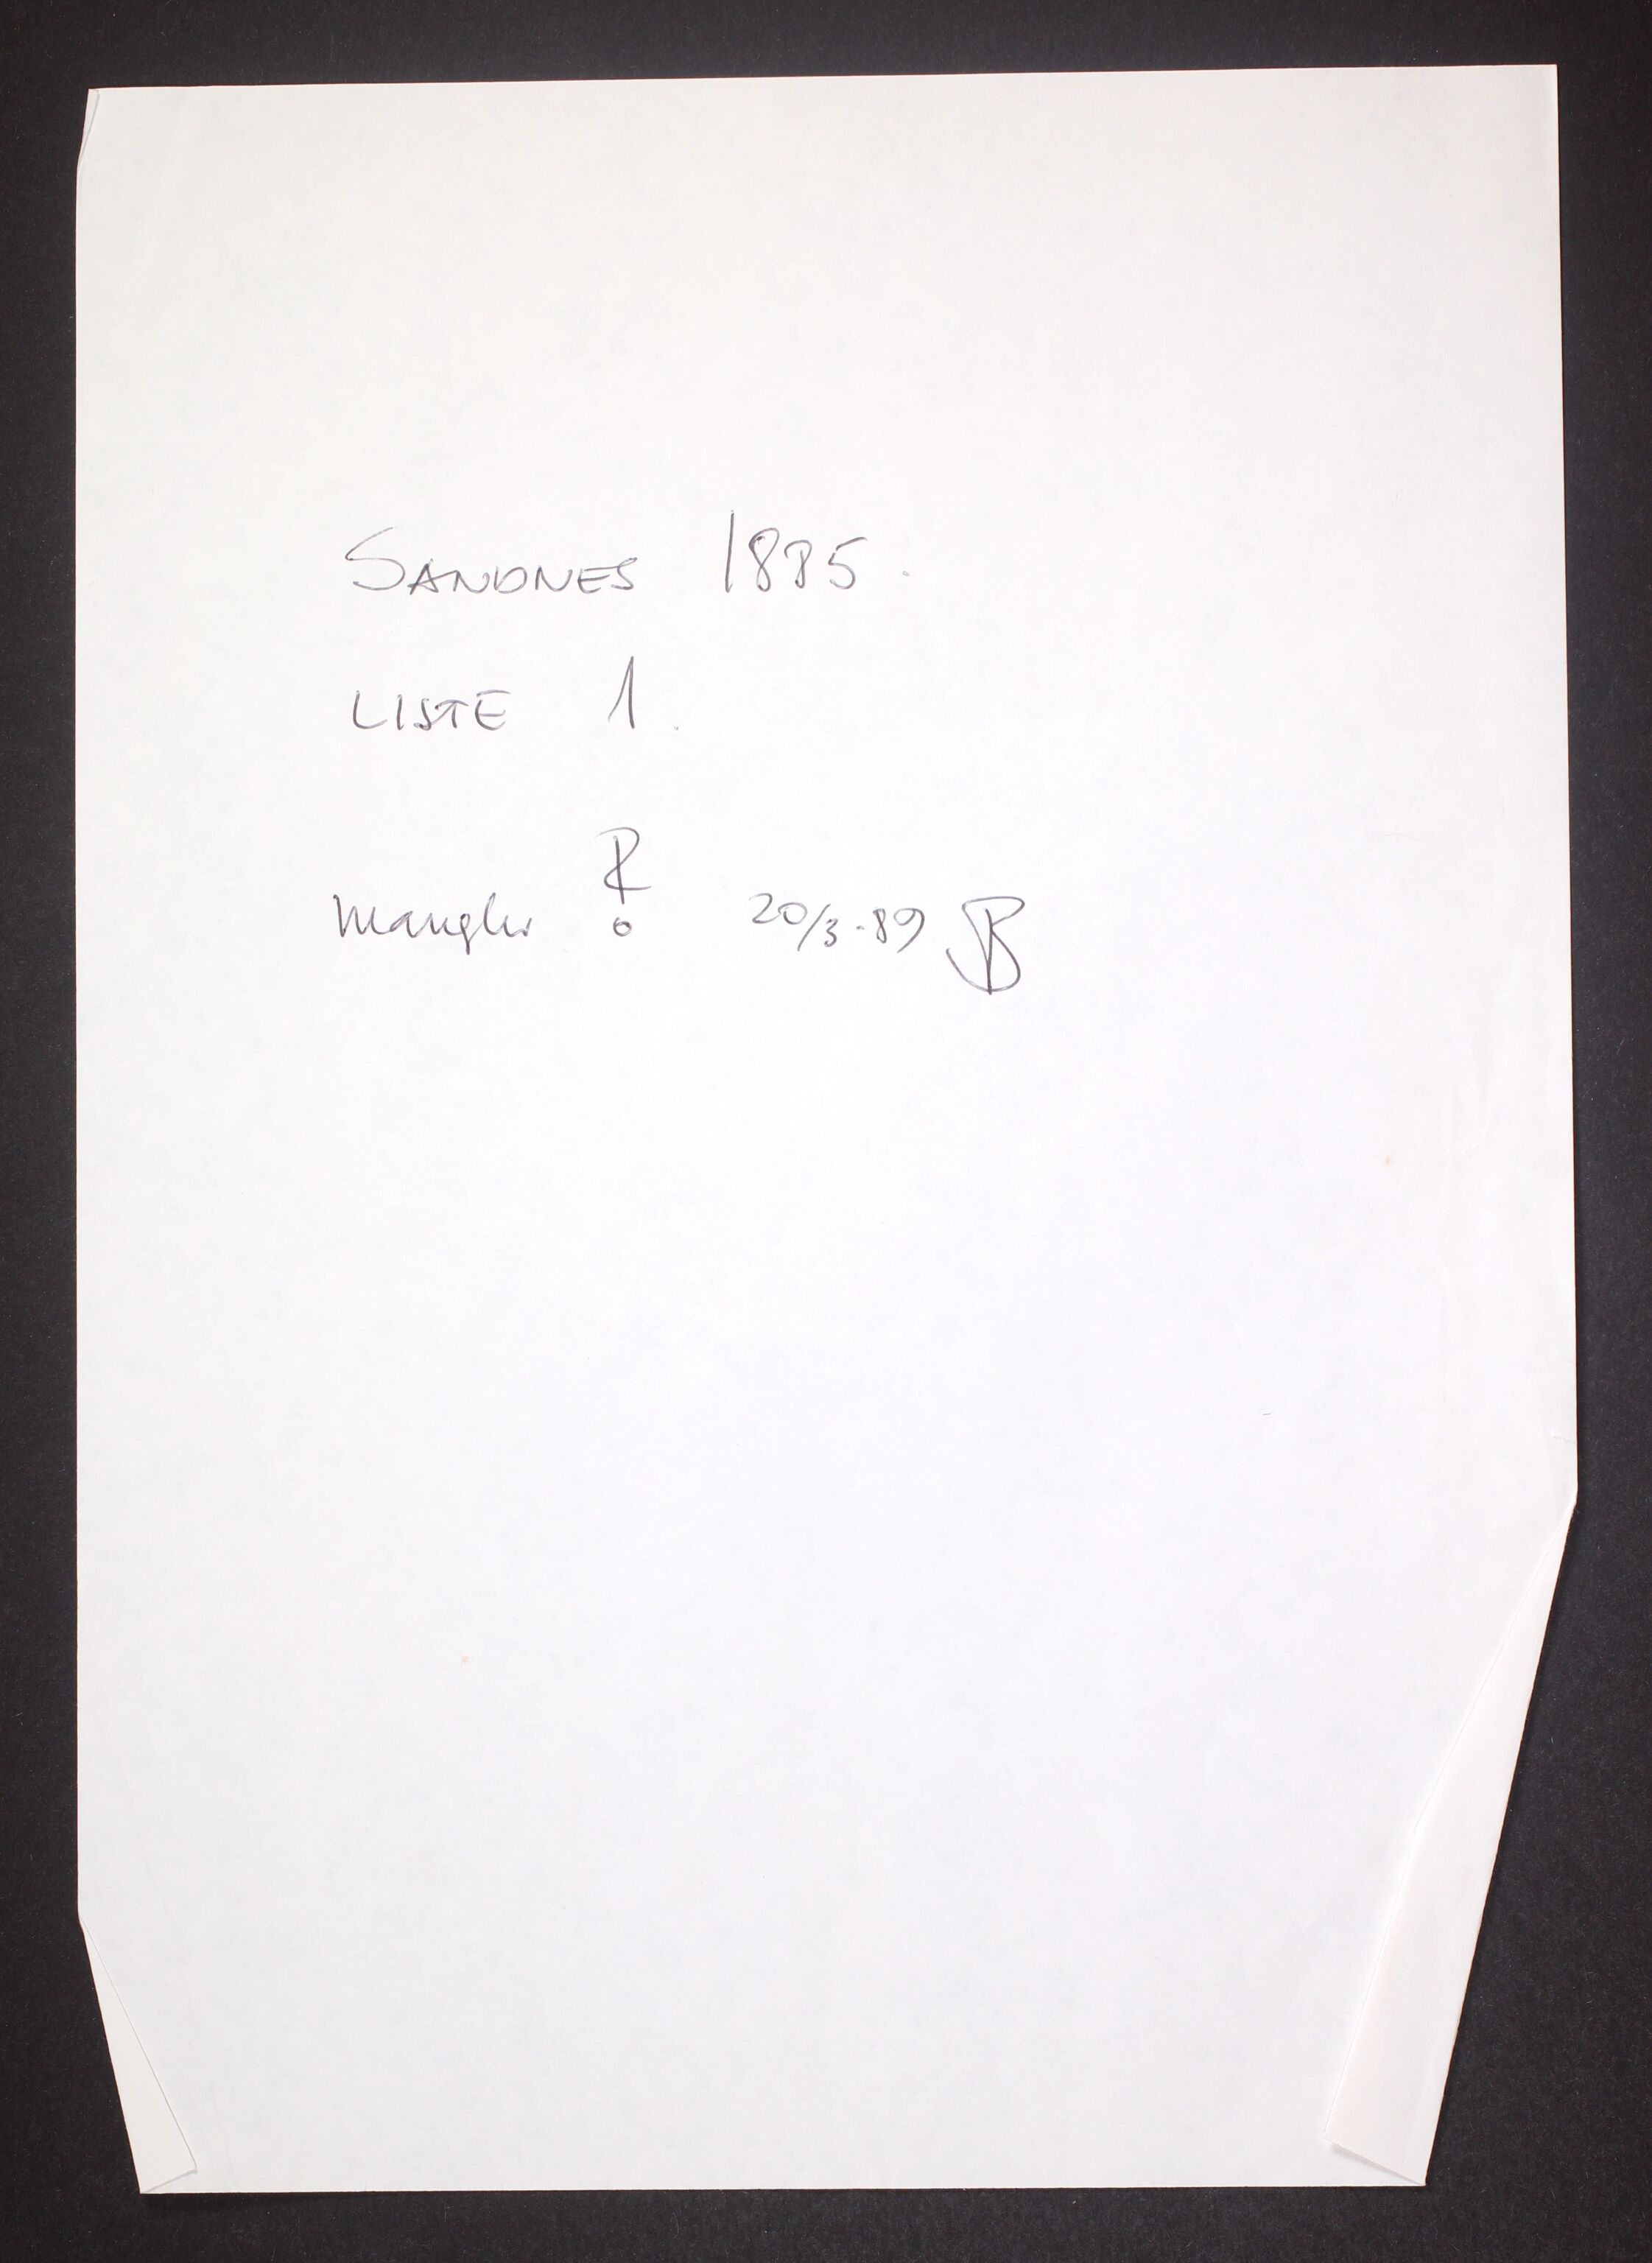 SANDNES 1885.
LISTE 1.
Mangler 20/3-89